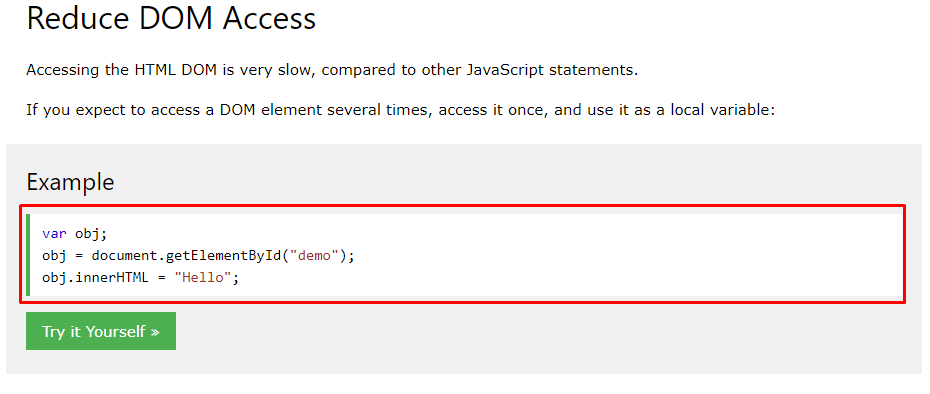 Reduce DOM Access
Accessing the HTML DOM is very slow, compared to other JavaScript statements.
If you expect to access a DOM element several times, access it once, and use it as a local variable:
Example
var obj;
obj = document.getElementById("demo");
obj.innerHTML = "Hello";
Try it Yourself »